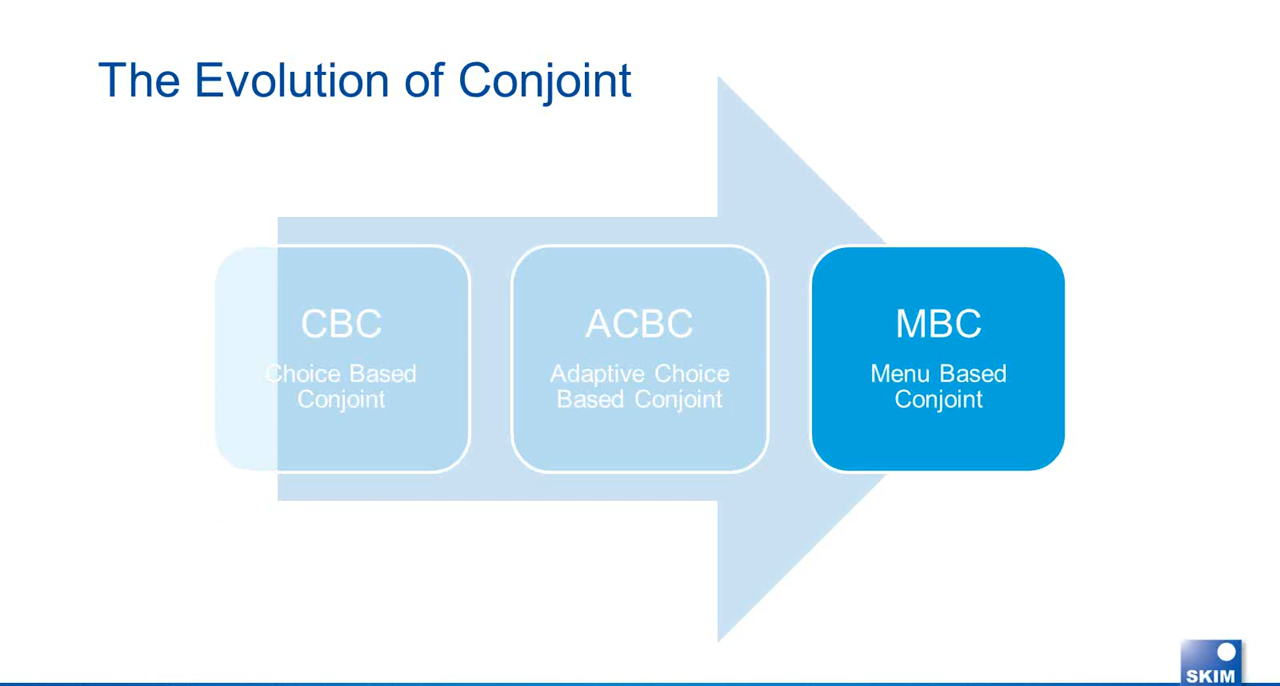 The Evolution of Conjoint
CBC
Choice Based
Conjoint
ACBC
Adaptive Choice
Based Conjoint
MBC
Menu Based
Conjoint
SKIM